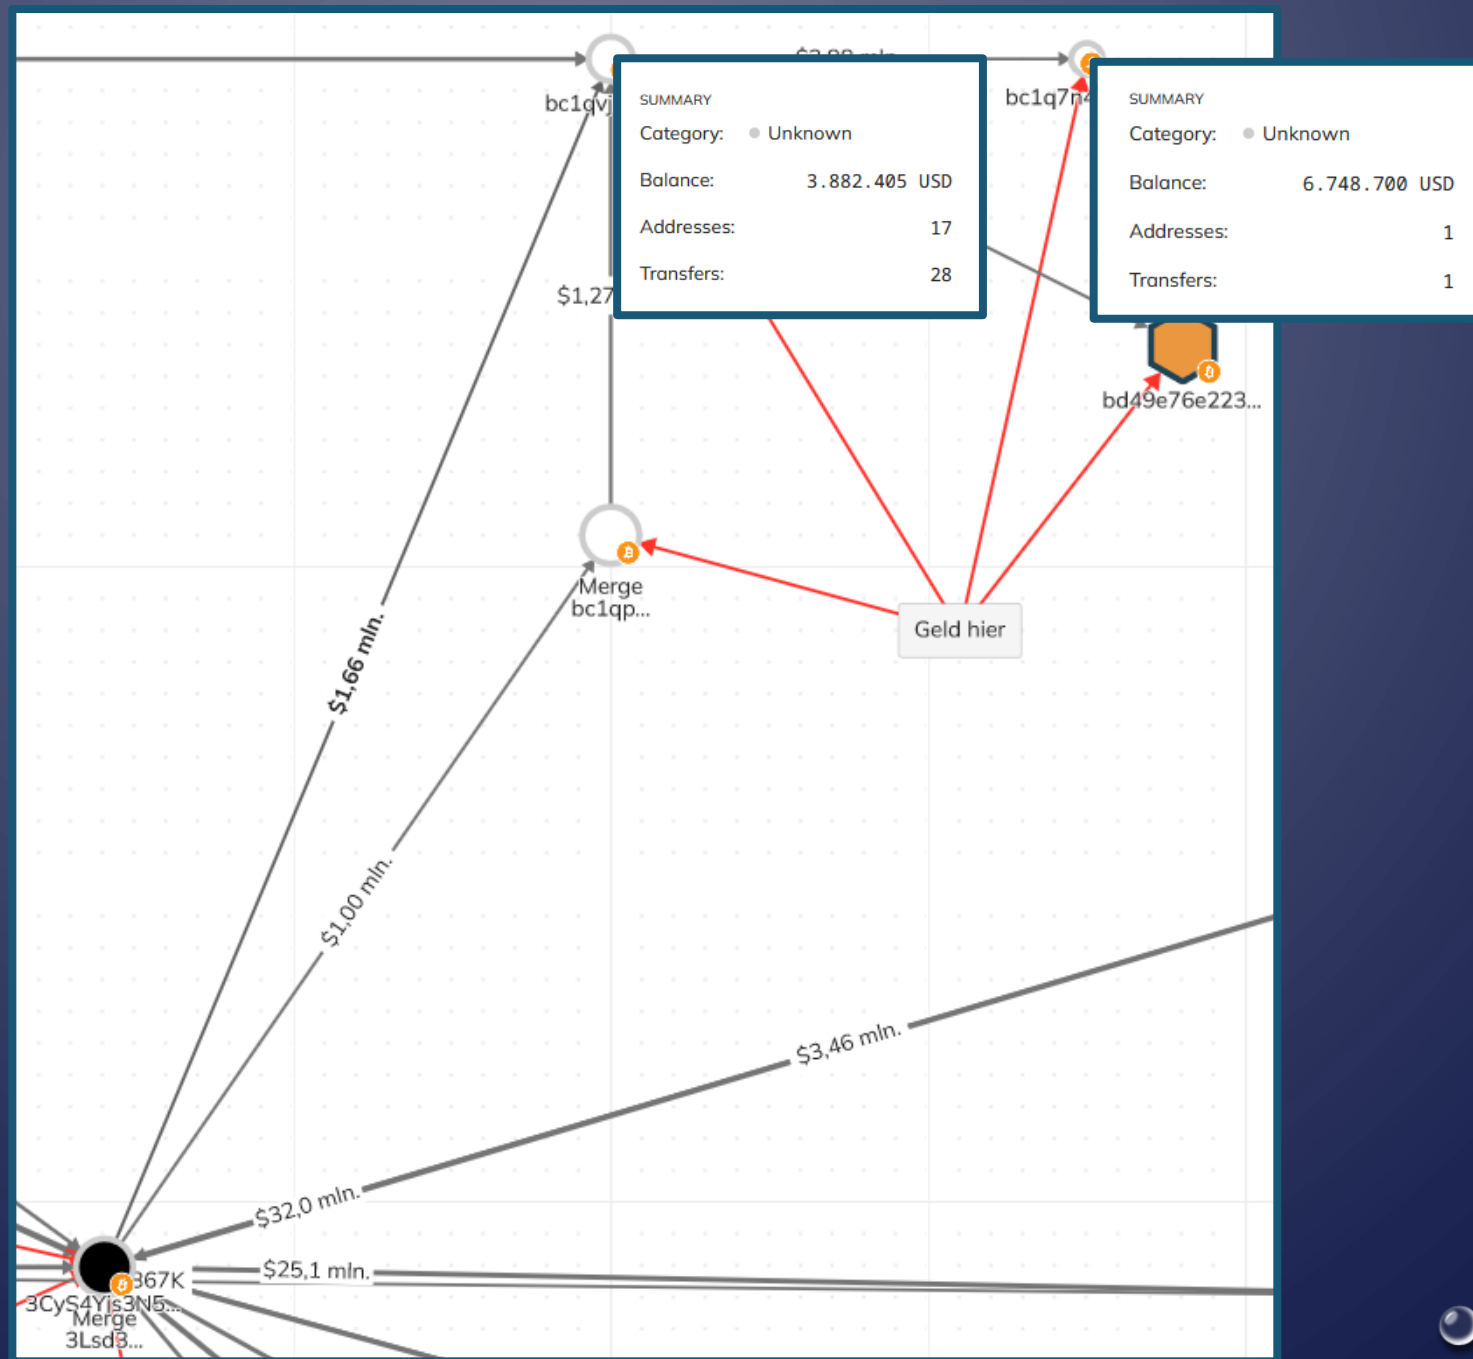 bc1qvj
bc1q7n4
SUMMARY
Category: Unknown
Balance: 3.882.405 USD
Addresses: 17
Transfers: 28
SUMMARY
Category: Unknown
Balance: 6.748.700 USD
Addresses: 1
Transfers: 1
$1,27
bd49e76e223...
Merge
bc1qp...
Geld hier
$1,66 mln.
$1,00 mln.
$3,46 mln.
$32,0 mln.
$25,1 mln.
367K
3CyS4Yjs3N5...
Merge
3Lsd3...